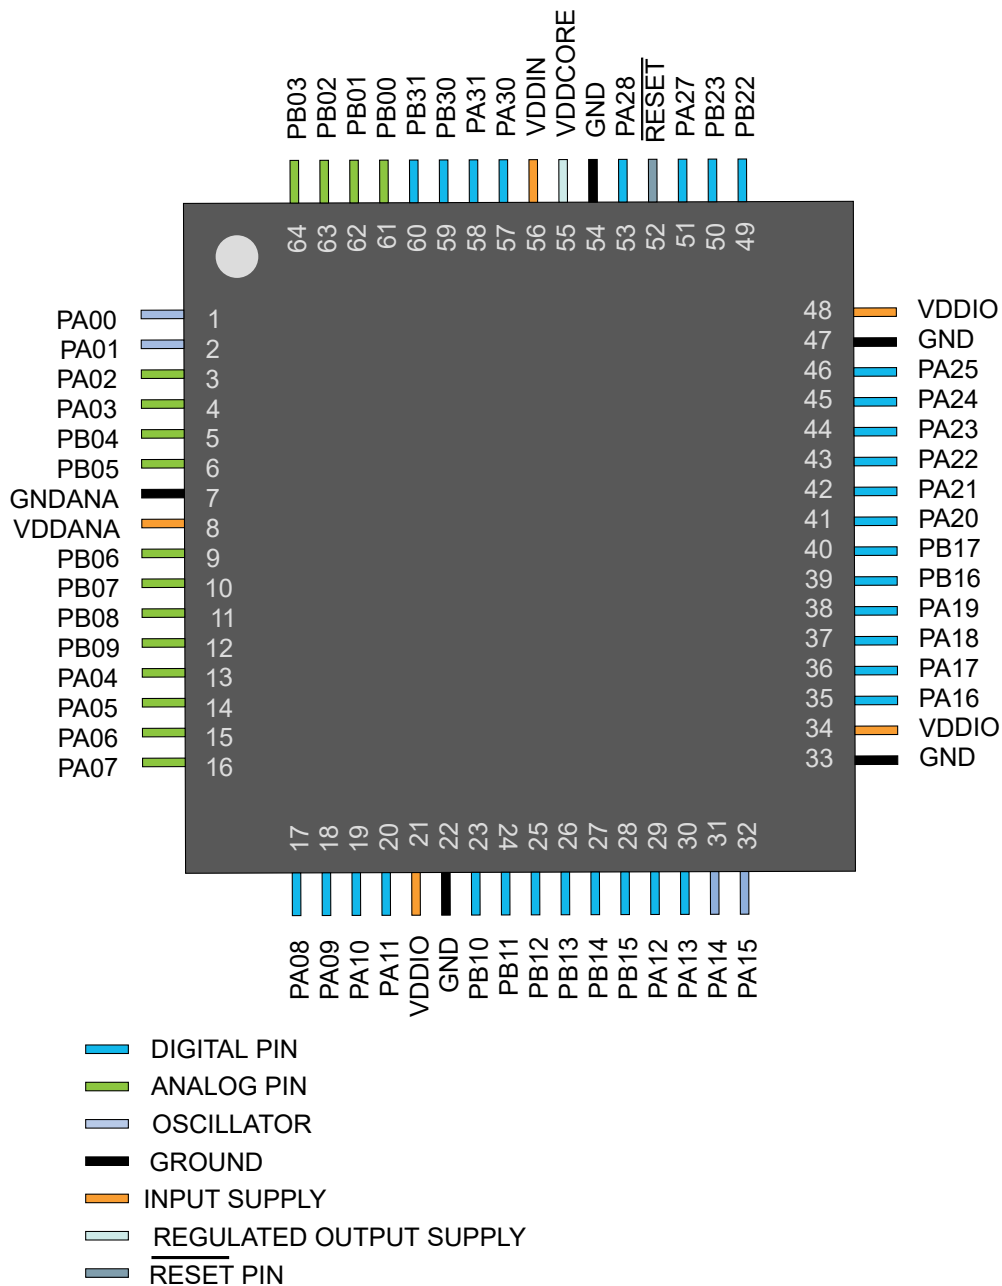 PB03 PB02 PB01 PB00 PB31 PB30 PA31 PA30 VDDIN VDDCORE GND PA28 RESET PA27 PB23 PB22
64 63 62 61 60 59 58 57 56 55 54 53 52 51 50 49
PA00 1
PA01 2
PA02 3
PA03 4
PB04 5
PB05 6
GNDANA 7
VDDANA 8
PB06 9
PB07 10
PB08 11
PB09 12
PA04 13
PA05 14
PA06 15
PA07 16
48 VDDIO
47 GND
46 PA25
45 PA24
44 PA23
43 PA22
42 PA21
41 PA20
40 PB17
39 PB16
38 PA19
37 PA18
36 PA17
35 PA16
34 VDDIO
33 GND
17 18 19 20 21 22 23 24 25 26 27 28 29 30 31 32
PA08 PA09 PA10 PA11 VDDIO GND PB10 PB11 PB12 PB13 PB14 PB15 PA12 PA13 PA14 PA15
DIGITAL PIN
ANALOG PIN
OSCILLATOR
GROUND
INPUT SUPPLY
REGULATED OUTPUT SUPPLY
RESET PIN